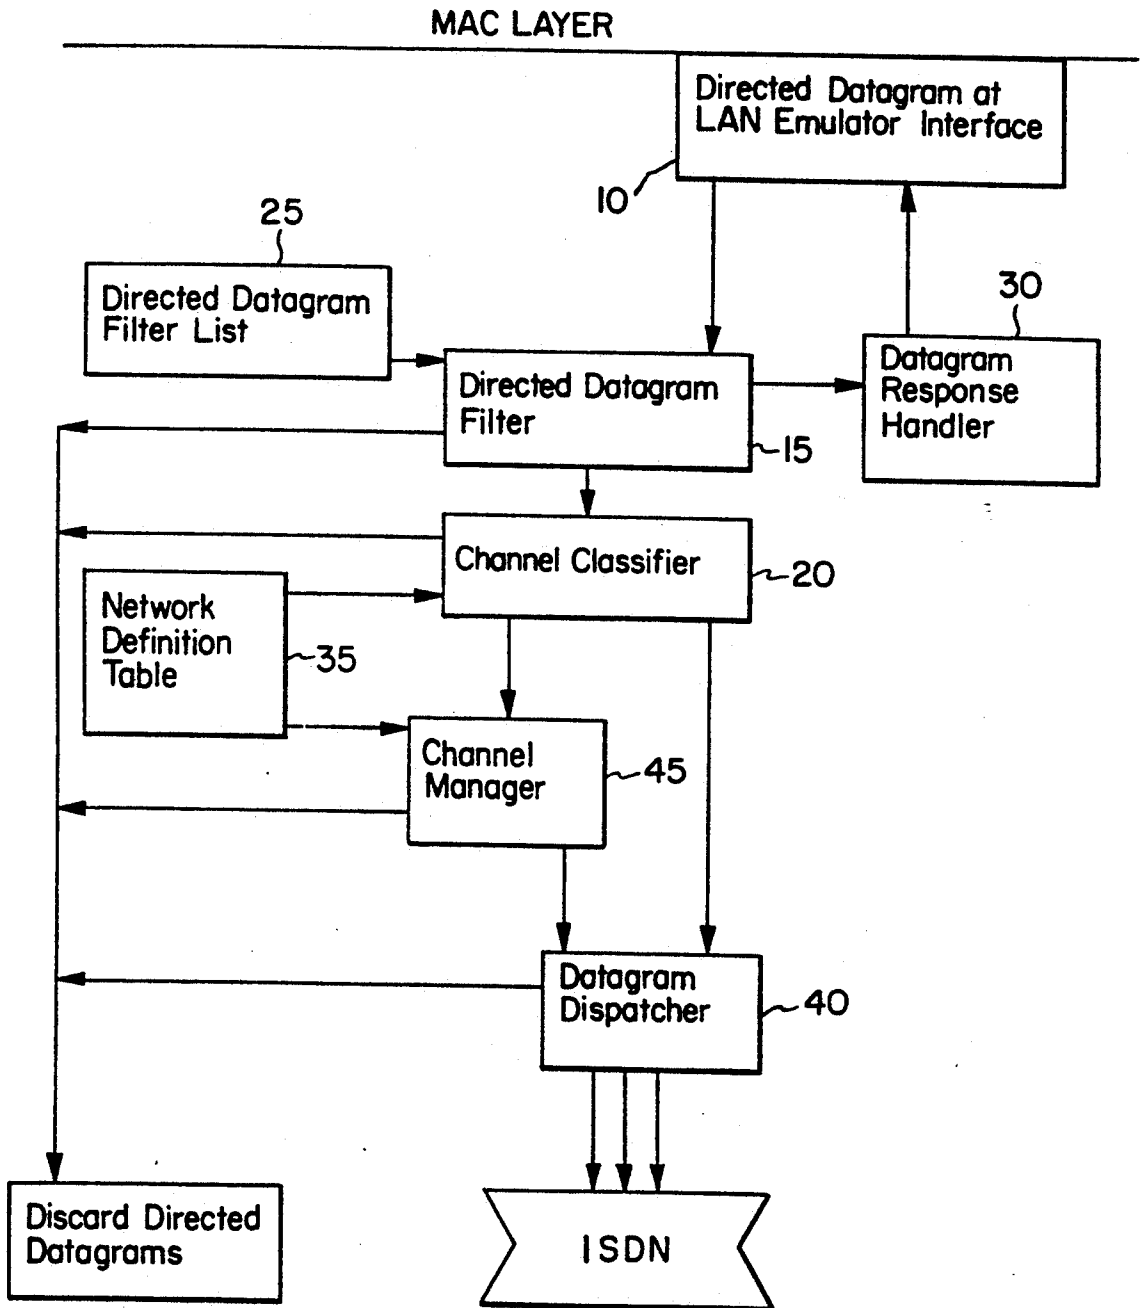 MAC LAYER
Directed Datagram at
LAN Emulator Interface
10
25
Directed Datagram
Filter List
30
Datagram
Response
Handler
Directed Datagram
Filter
15
Channel Classifier
20
Network
Definition
Table
35
Channel
Manager
45
Datagram
Dispatcher
40
Discard Directed
Datagrams
ISDN